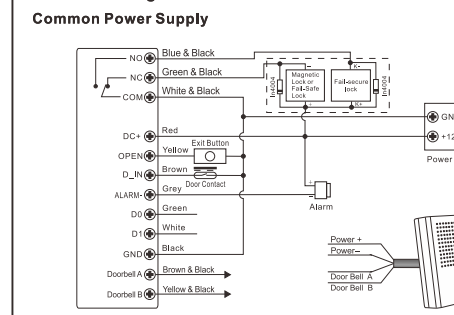 Common Power Supply
NO Blue & Black
NC Green & Black
COM White & Black
In4004
Magnetic
Lock or
Fail-Safe
Lock
-
+
K-
Fail-secure
lock
K+
In4004
DC+ Red
OPEN Yellow
Exit Button
D_IN Brown
Door Contact
ALARM- Grey
D0 Green
D1 White
GND Black
Doorbell A Brown & Black
Doorbell B Yellow & Black
+
-
Alarm
GN
+12
Power
Power +
Power–
Door Bell A
Door Bell B